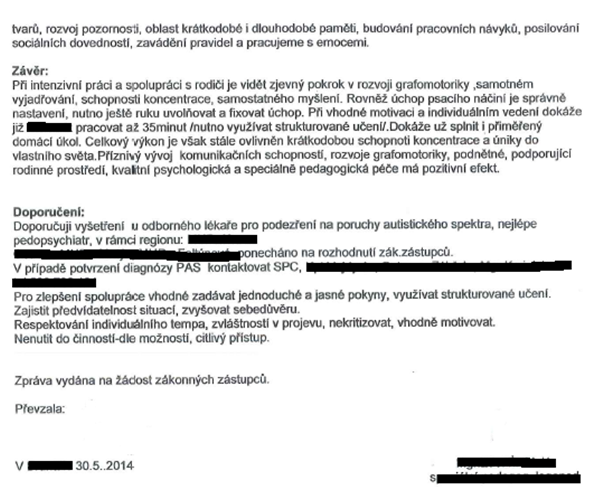 tvarů, rozvoj pozornosti, oblast krátkodobé i dlouhodobé paměti, budování pracovních návyků, posilování
sociálních dovedností, zavádění pravidel a pracujeme s emocemi.
Závěr:
Při intenzivní práci a spolupráci s rodiči je vidět zjevný pokrok v rozvoji grafomotoriky ,samotném
vyjadřování, schopnosti koncentrace, samostatného myšlení. Rovněž úchop psacího náčiní je správně
nastavení, nutno ještě ruku uvolňovat a fixovat úchop. Při vhodné motivaci a individuálním vedení dokáže
již pracovat až 35minut /nutno využívat strukturované učení/.Dokáže už splnit i přiměřený
domácí úkol. Celkový výkon je však stále ovlivněn krátkodobou schopnoti koncentrace a úniky do
vlastního světa.Příznivý vývoj komunikačních schopností, rozvoje grafomotoriky, podnětné, podporující
rodinné prostředí, kvalitní psychologická a speciálně pedagogická péče má pozitivní efekt.
Doporučení:
Doporučuji vyšetření u odborného lékaře pro podezření na poruchy autistického spektra, nejlépe
pedopsychiatr, v rámci regionu:
ponecháno na rozhodnutí zák.zástupců.
V případě potvrzení diagnózy PAS kontaktovat SPC,
Pro zlepšení spolupráce vhodné zadávat jednoduché a jasné pokyny, využívat strukturované učení.
Zajistit předvídatelnost situací, zvyšovat sebedůvěru.
Respektování individuálního tempa, zvláštností v projevu, nekritizovat, vhodně motivovat.
Nenutit do činností-dle možností, citlivý přístup.
Zpráva vydána na žádost zákonných zástupců.
Převzala:
V 30.5..2014